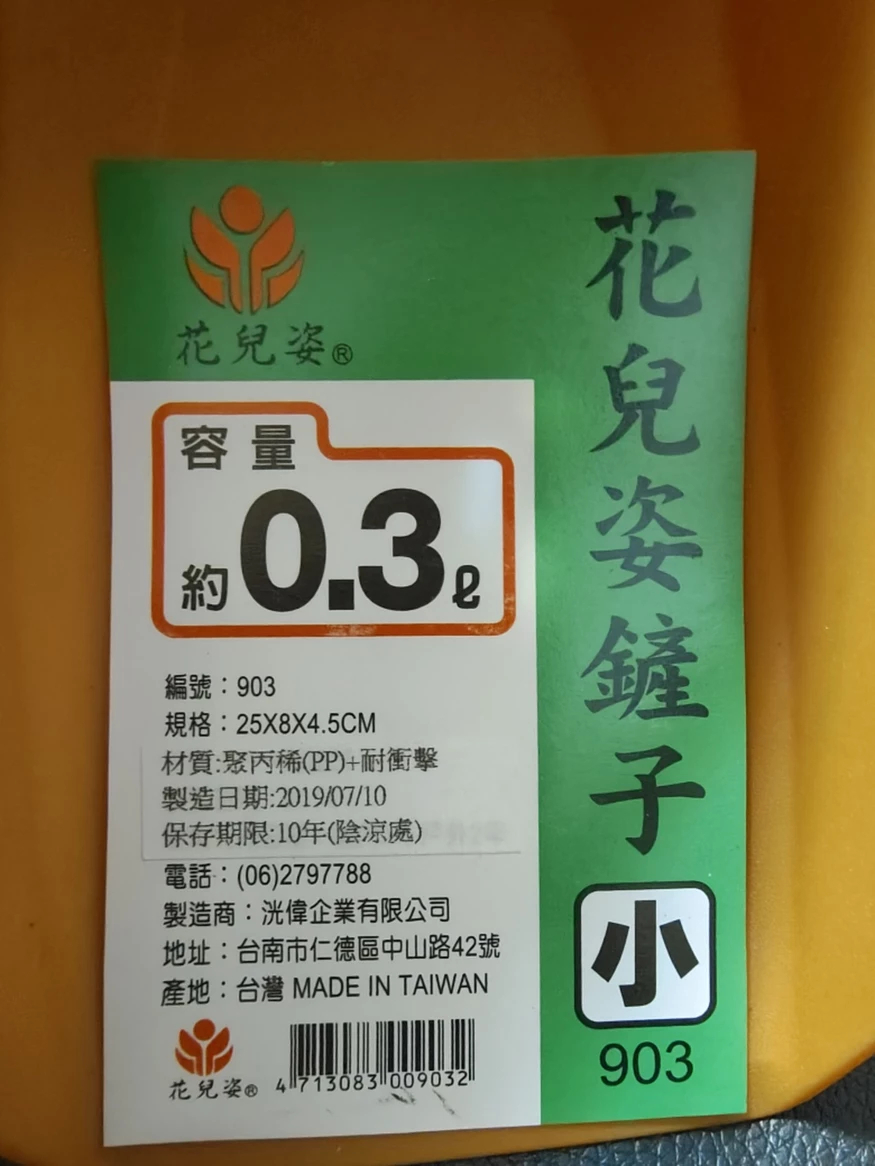 花兒姿®
花兒姿鏟子
小
903
容量
約0.3ℓ
編號：903
規格：25X8X4.5CM
材質:聚丙稀(PP)+耐衝擊
製造日期:2019/07/10
保存期限:10年(陰涼處)
電話：(06)2797788
製造商：洸偉企業有限公司
地址：台南市仁德區中山路42號
產地：台灣 MADE IN TAIWAN
花兒姿®
4 713083 009032